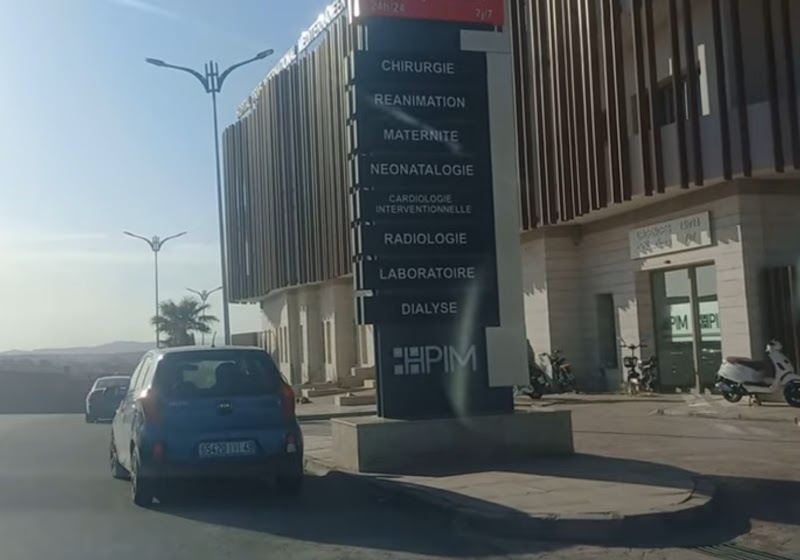 24h/24 7j/7
CHIRURGIE
REANIMATION
MATERNITE
NEONATALOGIE
CARDIOLOGIE
INTERVENTIONNELLE
RADIOLOGIE
LABORATOIRE
DIALYSE
HPIM